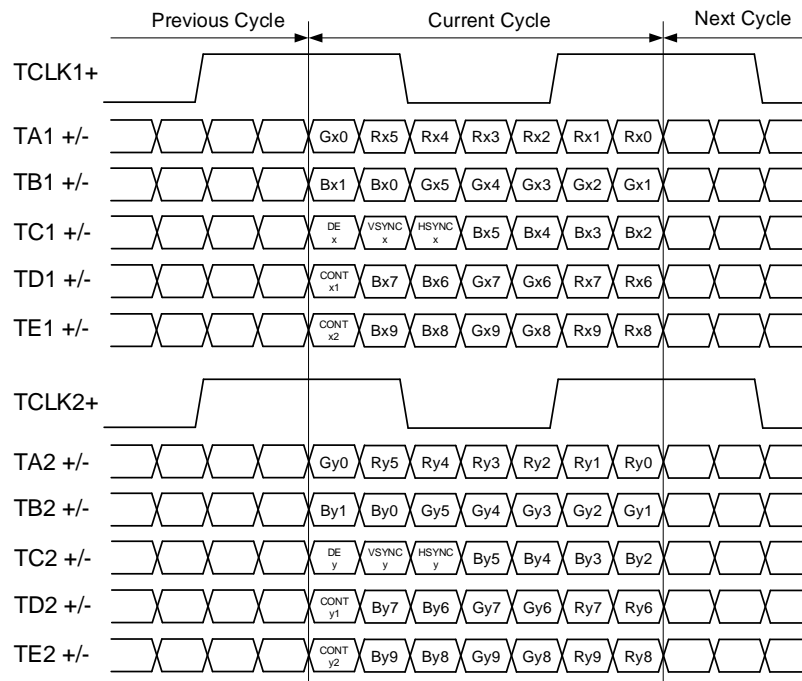 Previous Cycle Current Cycle Next Cycle
TCLK1+
TA1 +/- Gx0 Rx5 Rx4 Rx3 Rx2 Rx1 Rx0
TB1 +/- Bx1 Bx0 Gx5 Gx4 Gx3 Gx2 Gx1
TC1 +/- DE x VSYNC x HSYNC x Bx5 Bx4 Bx3 Bx2
TD1 +/- CONT x1 Bx7 Bx6 Gx7 Gx6 Rx7 Rx6
TE1 +/- CONT x2 Bx9 Bx8 Gx9 Gx8 Rx9 Rx8
TCLK2+
TA2 +/- Gy0 Ry5 Ry4 Ry3 Ry2 Ry1 Ry0
TB2 +/- By1 By0 Gy5 Gy4 Gy3 Gy2 Gy1
TC2 +/- DE y VSYNC y HSYNC y By5 By4 By3 By2
TD2 +/- CONT y1 By7 By6 Gy7 Gy6 Ry7 Ry6
TE2 +/- CONT y2 By9 By8 Gy9 Gy8 Ry9 Ry8